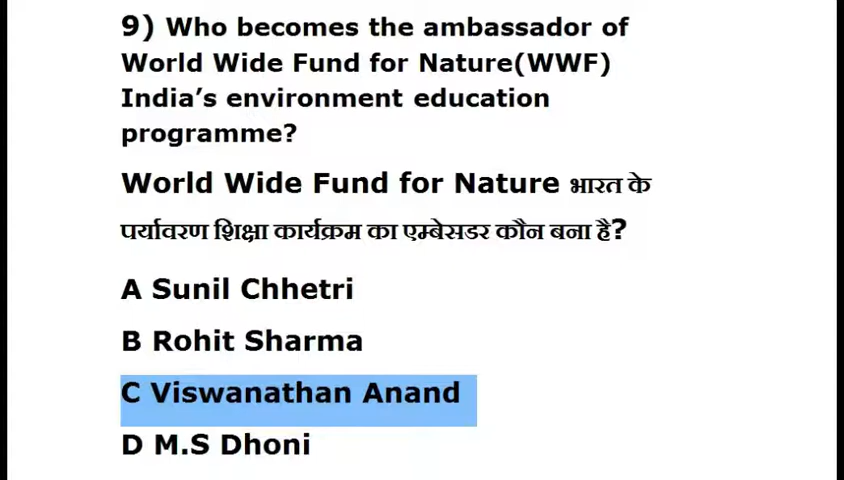 9) Who becomes the ambassador of
World Wide Fund for Nature(WWF)
India’s environment education
programme?
World Wide Fund for Nature भारत के
पर्यावरण शिक्षा कार्यक्रम का एम्बेसडर कौन बना है?
A Sunil Chhetri
B Rohit Sharma
C Viswanathan Anand
D M.S Dhoni